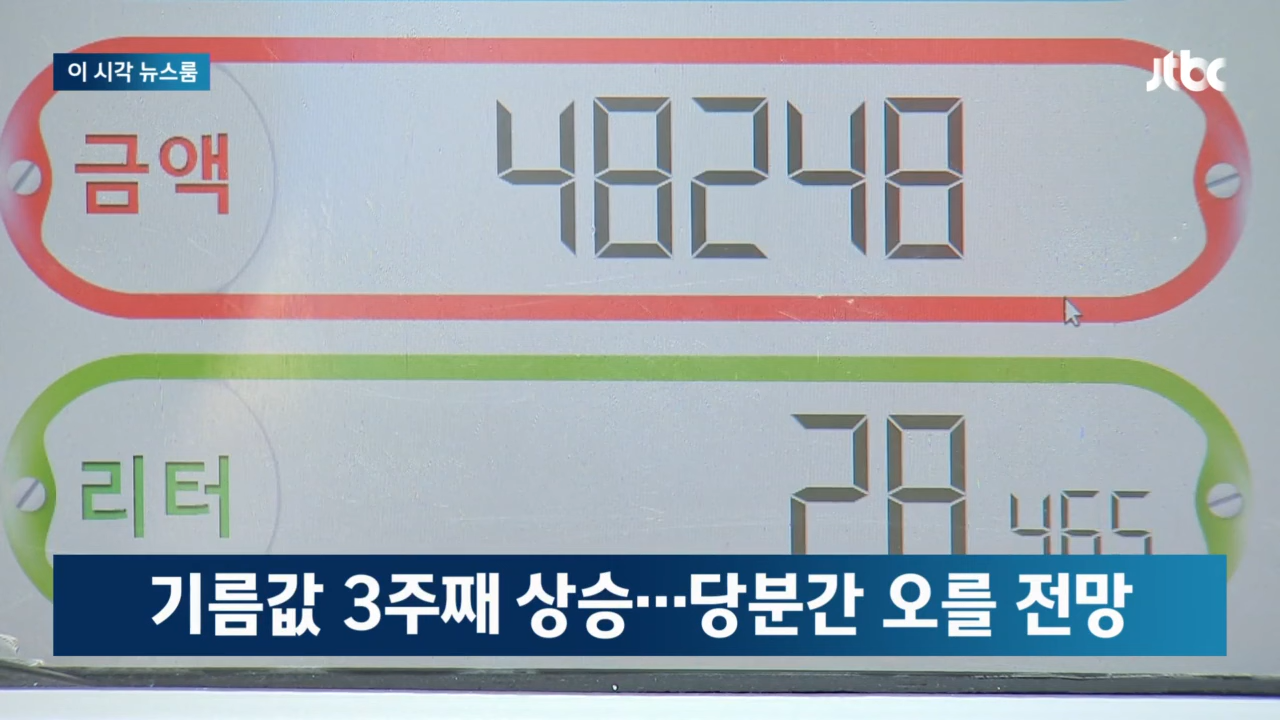 이 시각 뉴스룸
jtbc
금액
48248
리터
28 465
기름값 3주째 상승…당분간 오를 전망